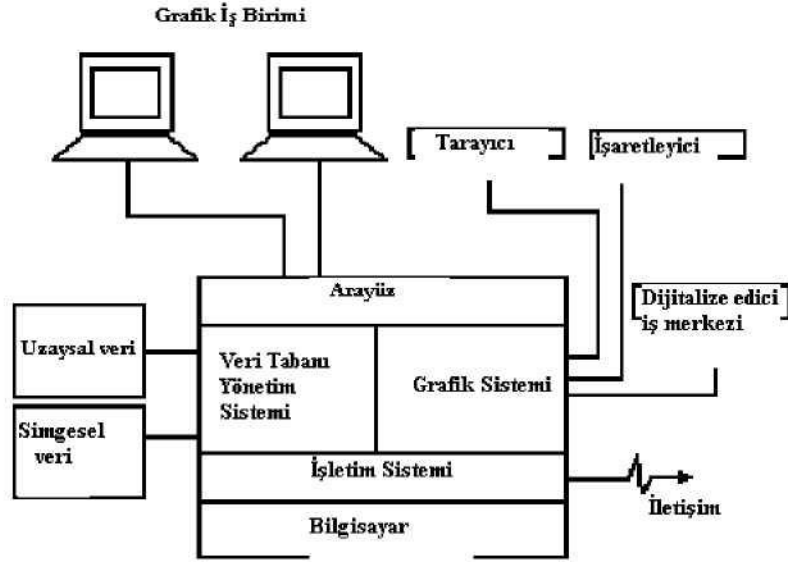 Grafik İş Birimi
Tarayıcı
İşaretleyici
Arayüz
Dijitalize edici
iş merkezi
Uzaysal veri
Veri Tabanı
Yönetim
Sistemi
Grafik Sistemi
Simgesel
veri
İşletim Sistemi
İletişim
Bilgisayar